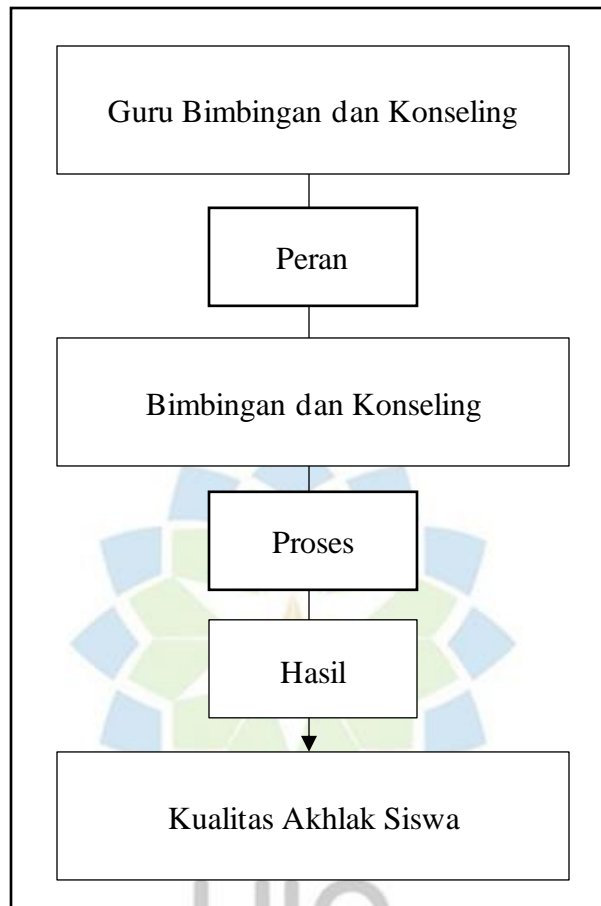 Guru Bimbingan dan Konseling
Peran
Bimbingan dan Konseling
Proses
Hasil
Kualitas Akhlak Siswa